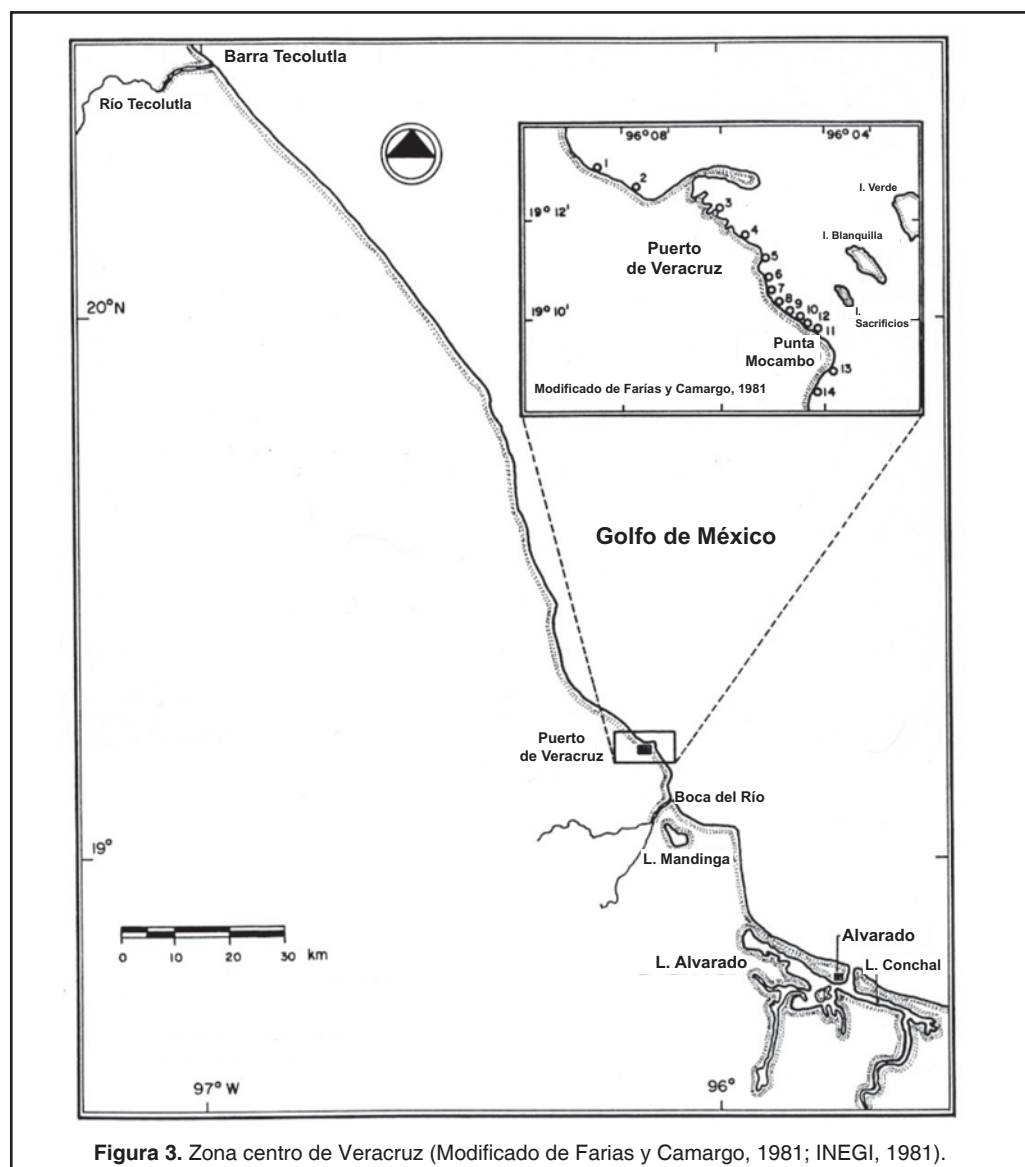 Barra Tecolutla
Río Tecolutla
96° 08'
96° 04'
1
2
I. Verde
19° 12'
3
4
I. Blanquilla
Puerto
de Veracruz
5
6
7
8
9
10
12
11
19° 10'
I.
Sacrificios
Punta
Mocambo
13
14
Modificado de Farías y Camargo, 1981
20°N
Golfo de México
Puerto
de Veracruz
Boca del Río
L. Mandinga
19°
0 10 20 30 km
Alvarado
L. Alvarado
L. Conchal
97° W
96°
Figura 3. Zona centro de Veracruz (Modificado de Farias y Camargo, 1981; INEGI, 1981).